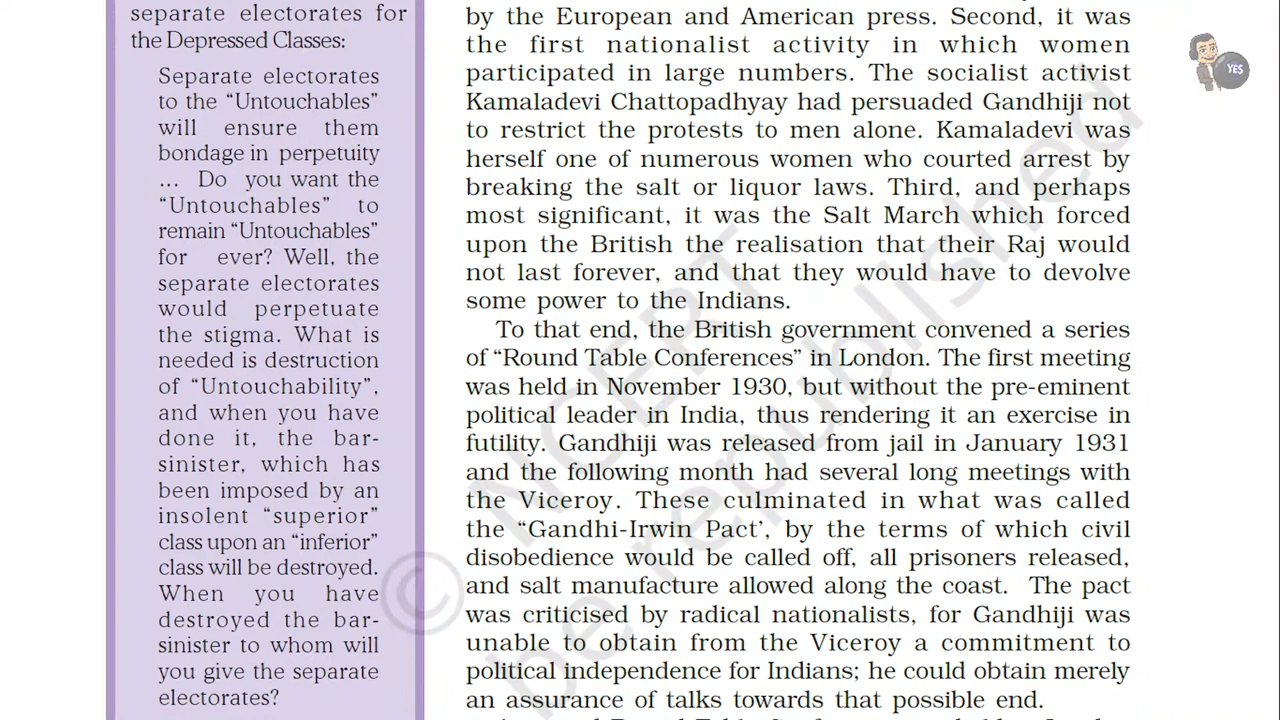 separate electorates for
the Depressed Classes:
Separate electorates
to the “Untouchables”
will ensure them
bondage in perpetuity
... Do you want the
“Untouchables” to
remain “Untouchables”
for ever? Well, the
separate electorates
would perpetuate
the stigma. What is
needed is destruction
of “Untouchability”,
and when you have
done it, the bar-
sinister, which has
been imposed by an
insolent “superior”
class upon an “inferior”
class will be destroyed.
When you have
destroyed the bar-
sinister to whom will
you give the separate
electorates?
by the European and American press. Second, it was
the first nationalist activity in which women
participated in large numbers. The socialist activist
Kamaladevi Chattopadhyay had persuaded Gandhiji not
to restrict the protests to men alone. Kamaladevi was
herself one of numerous women who courted arrest by
breaking the salt or liquor laws. Third, and perhaps
most significant, it was the Salt March which forced
upon the British the realisation that their Raj would
not last forever, and that they would have to devolve
some power to the Indians.
To that end, the British government convened a series
of “Round Table Conferences” in London. The first meeting
was held in November 1930, but without the pre-eminent
political leader in India, thus rendering it an exercise in
futility. Gandhiji was released from jail in January 1931
and the following month had several long meetings with
the Viceroy. These culminated in what was called
the “Gandhi-Irwin Pact’, by the terms of which civil
disobedience would be called off, all prisoners released,
and salt manufacture allowed along the coast. The pact
was criticised by radical nationalists, for Gandhiji was
unable to obtain from the Viceroy a commitment to
political independence for Indians; he could obtain merely
an assurance of talks towards that possible end.
YES
© NCERT
be republished